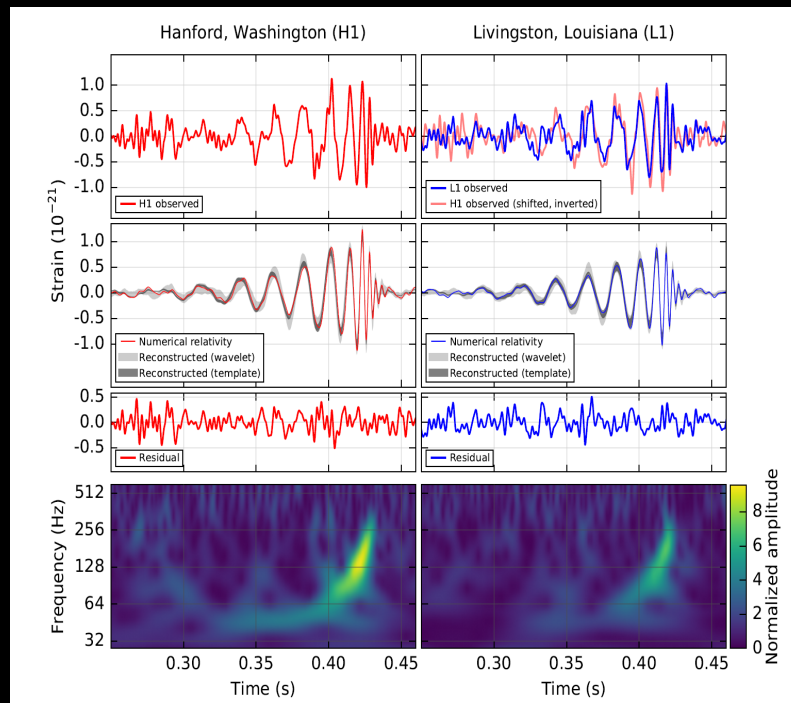 Hanford, Washington (H1)
Livingston, Louisiana (L1)
Strain (10⁻²¹)
1.0
0.5
0.0
-0.5
-1.0
H1 observed
L1 observed
H1 observed (shifted, inverted)
1.0
0.5
0.0
-0.5
-1.0
Numerical relativity
Reconstructed (wavelet)
Reconstructed (template)
Numerical relativity
Reconstructed (wavelet)
Reconstructed (template)
0.5
0.0
-0.5
Residual
Residual
Frequency (Hz)
512
256
128
64
32
0.30
0.35
0.40
0.45
Time (s)
0.30
0.35
0.40
0.45
Time (s)
8
6
4
2
0
Normalized amplitude